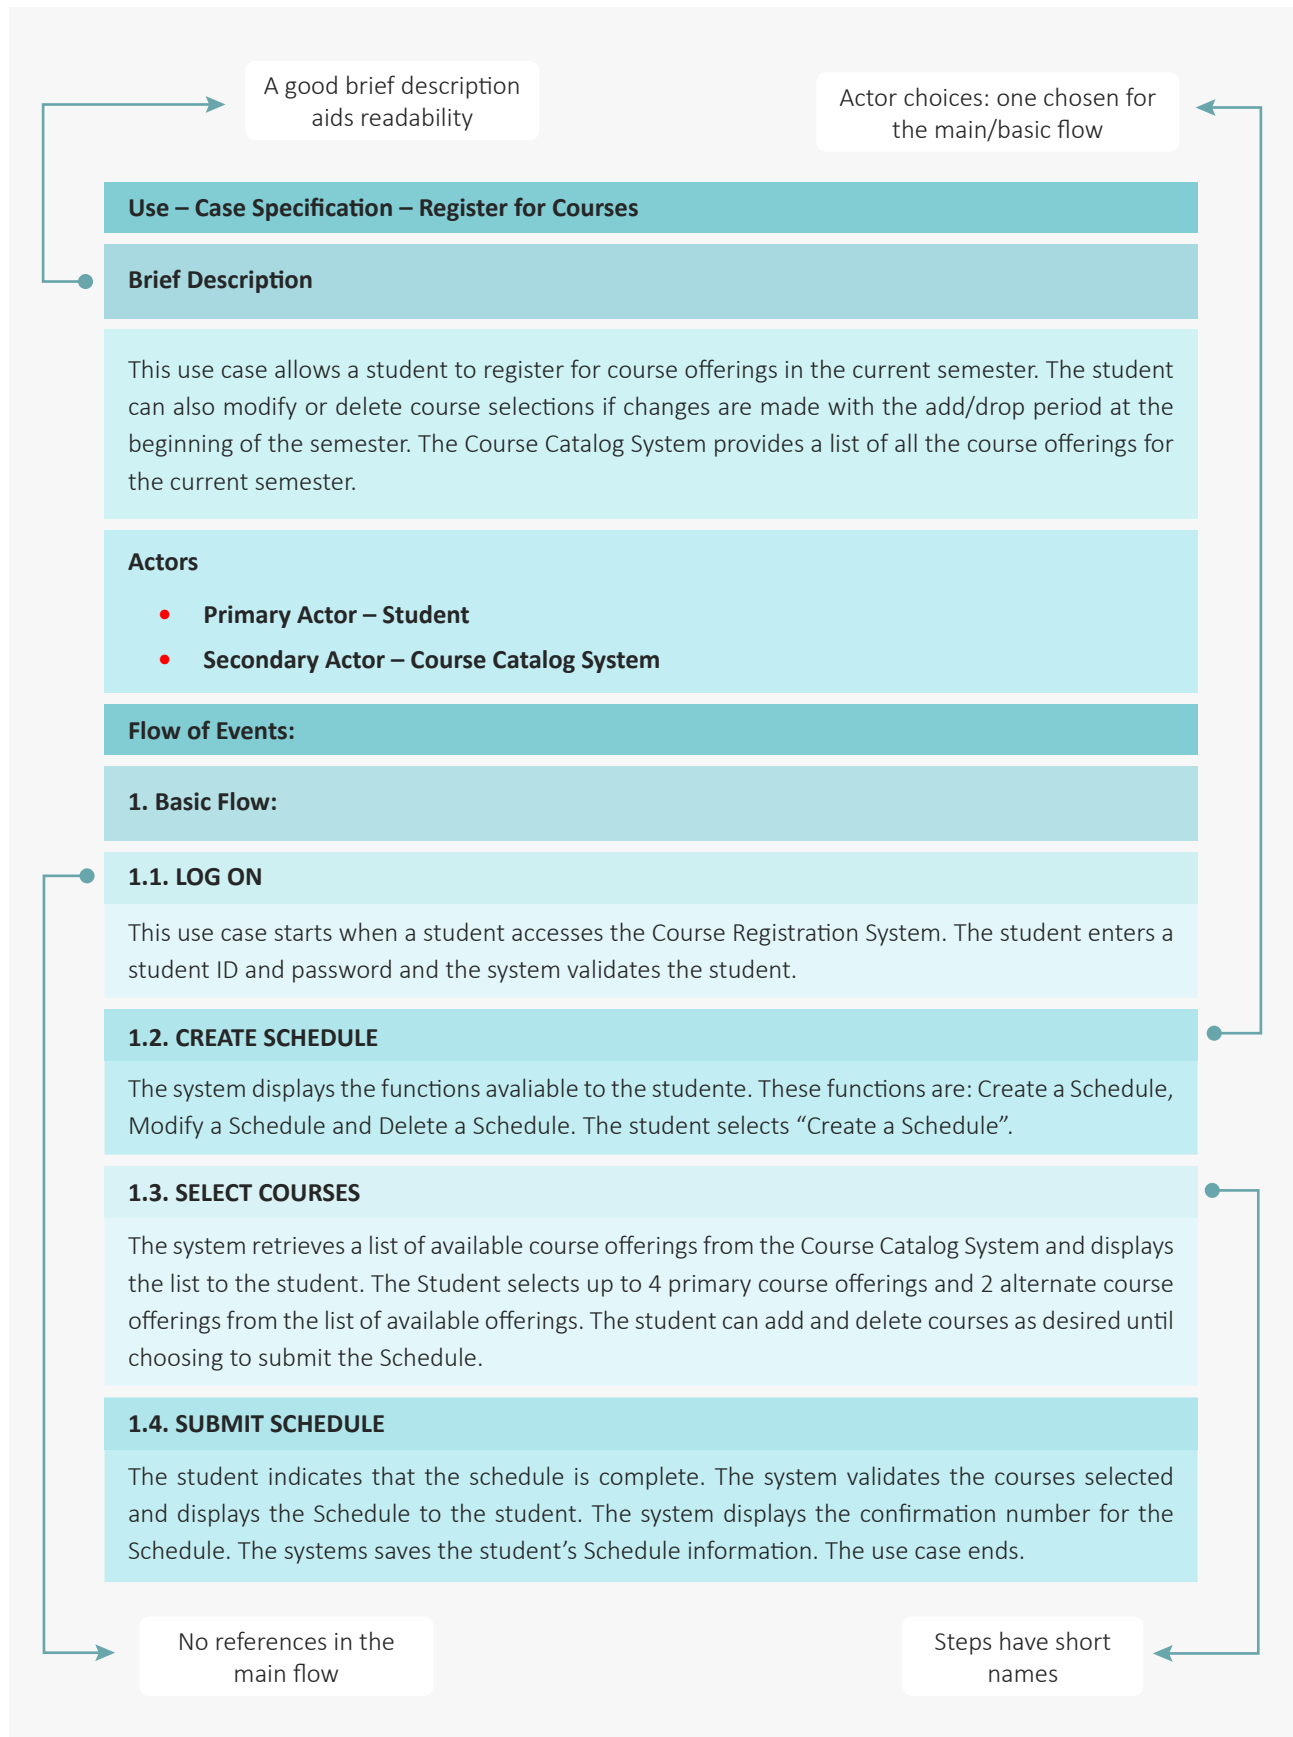 A good brief description
aids readability
Actor choices: one chosen for
the main/basic flow
Use – Case Specification – Register for Courses
Brief Description
This use case allows a student to register for course offerings in the current semester. The student
can also modify or delete course selections if changes are made with the add/drop period at the
beginning of the semester. The Course Catalog System provides a list of all the course offerings for
the current semester.
Actors
• Primary Actor – Student
• Secondary Actor – Course Catalog System
Flow of Events:
1. Basic Flow:
1.1. LOG ON
This use case starts when a student accesses the Course Registration System. The student enters a
student ID and password and the system validates the student.
1.2. CREATE SCHEDULE
The system displays the functions avaliable to the studente. These functions are: Create a Schedule,
Modify a Schedule and Delete a Schedule. The student selects “Create a Schedule”.
1.3. SELECT COURSES
The system retrieves a list of available course offerings from the Course Catalog System and displays
the list to the student. The Student selects up to 4 primary course offerings and 2 alternate course
offerings from the list of available offerings. The student can add and delete courses as desired until
choosing to submit the Schedule.
1.4. SUBMIT SCHEDULE
The student indicates that the schedule is complete. The system validates the courses selected
and displays the Schedule to the student. The system displays the confirmation number for the
Schedule. The systems saves the student’s Schedule information. The use case ends.
No references in the
main flow
Steps have short
names